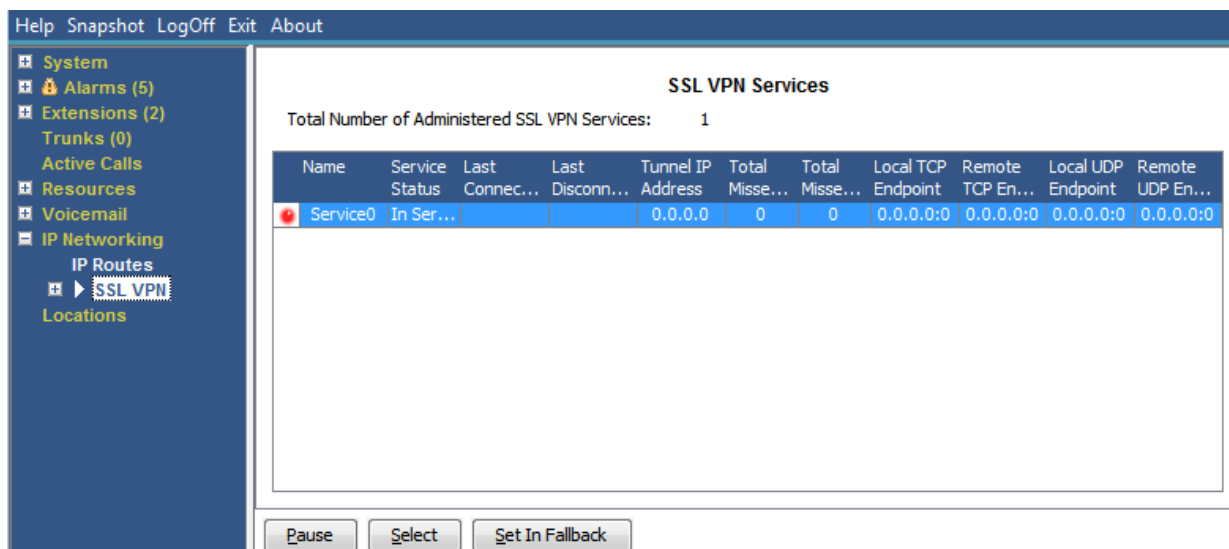 Help Snapshot LogOff Exit About
System
Alarms (5)
Extensions (2)
Trunks (0)
Active Calls
Resources
Voicemail
IP Networking
IP Routes
SSL VPN
Locations
SSL VPN Services
Total Number of Administered SSL VPN Services: 1
Name Service Last Last Tunnel IP Total Total Local TCP Remote Local UDP Remote
Status Connec... Disconn... Address Misse... Misse... Endpoint TCP En... Endpoint UDP En...
Service0 In Ser... 0.0.0.0 0 0 0.0.0.0:0 0.0.0.0:0 0.0.0.0:0 0.0.0.0:0
Pause Select Set In Fallback